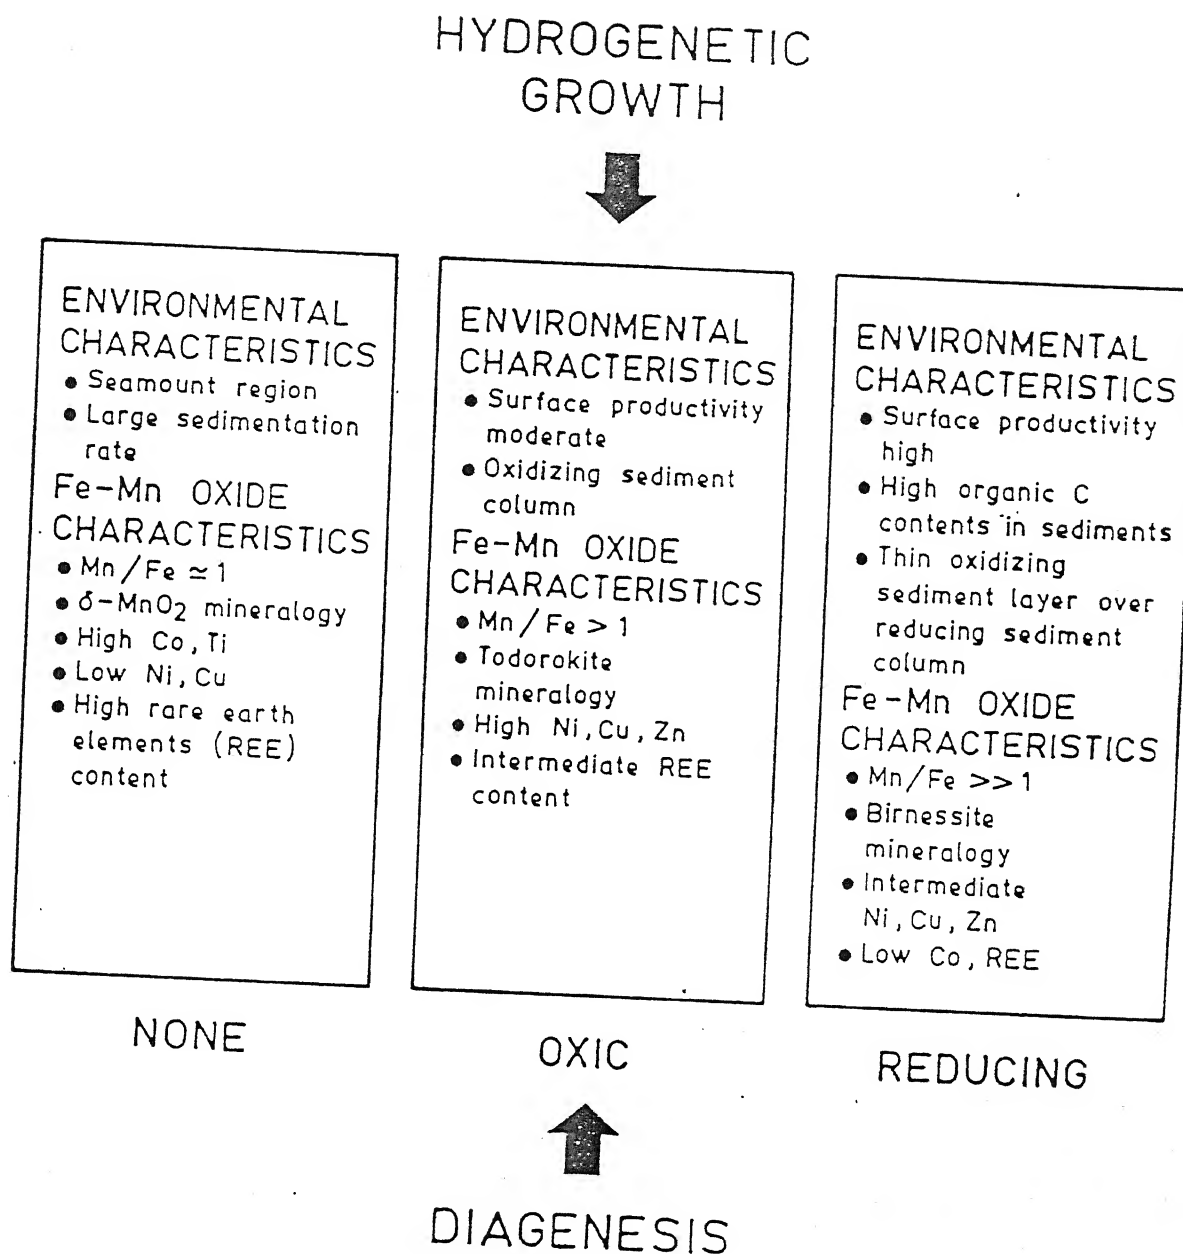 HYDROGENETIC
GROWTH
ENVIRONMENTAL
CHARACTERISTICS
• Seamount region
• Large sedimentation
rate
Fe-Mn OXIDE
CHARACTERISTICS
• Mn/Fe ≃ 1
• δ-MnO₂ mineralogy
• High Co, Ti
• Low Ni, Cu
• High rare earth
elements (REE)
content
NONE
ENVIRONMENTAL
CHARACTERISTICS
• Surface productivity
moderate
• Oxidizing sediment
column
Fe-Mn OXIDE
CHARACTERISTICS
• Mn/Fe > 1
• Todorokite
mineralogy
• High Ni, Cu, Zn
• Intermediate REE
content
OXIC
ENVIRONMENTAL
CHARACTERISTICS
• Surface productivity
high
• High organic C
contents in sediments
• Thin oxidizing
sediment layer over
reducing sediment
column
Fe-Mn OXIDE
CHARACTERISTICS
• Mn/Fe >> 1
• Birnessite
mineralogy
• Intermediate
Ni, Cu, Zn
• Low Co, REE
REDUCING
DIAGENESIS